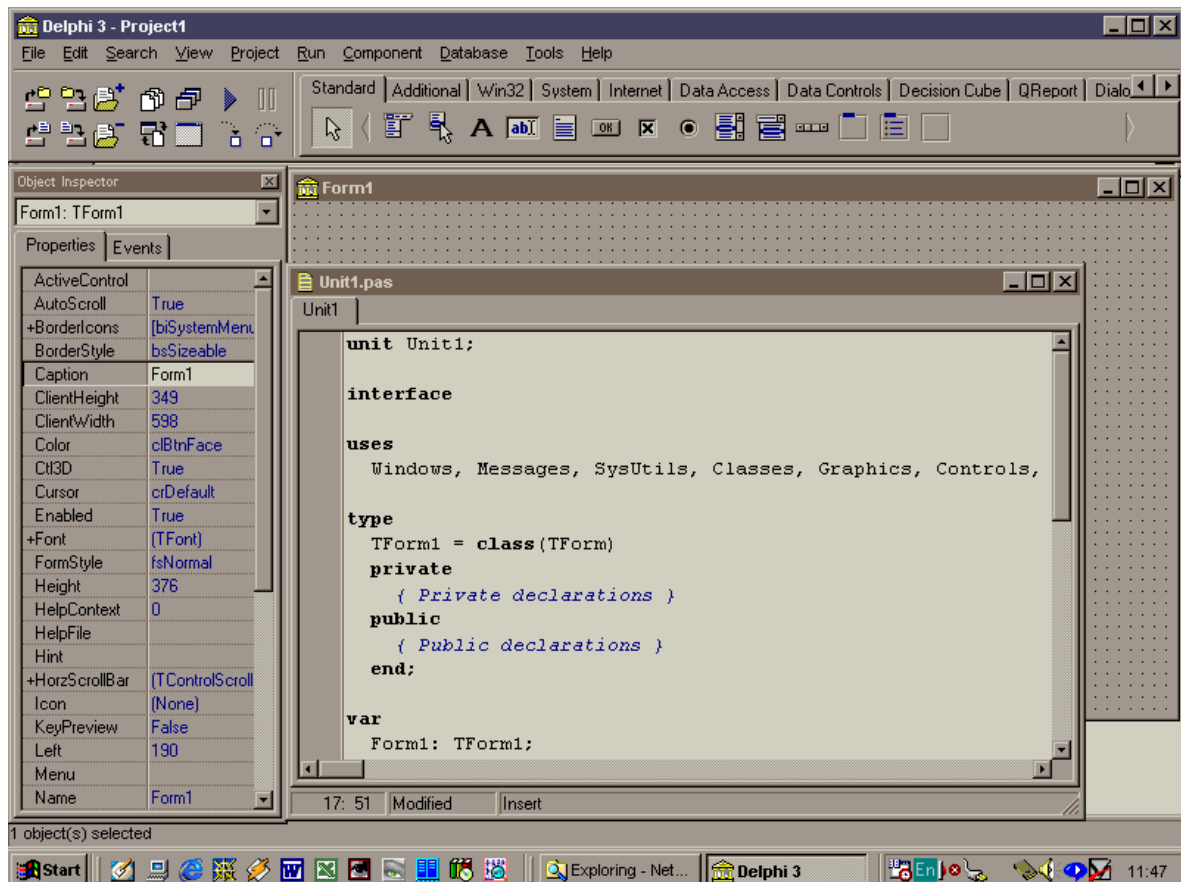 Delphi 3 - Project1
File Edit Search View Project Run Component Database Tools Help
Standard Additional Win32 System Internet Data Access Data Controls Decision Cube QReport Dialo
A ab OK
Object Inspector
Form1: TForm1
Properties Events
ActiveControl
AutoScroll True
+BorderIcons [biSystemMenu
BorderStyle bsSizeable
Caption Form1
ClientHeight 349
ClientWidth 598
Color clBtnFace
Ctl3D True
Cursor crDefault
Enabled True
+Font (TFont)
FormStyle fsNormal
Height 376
HelpContext 0
HelpFile
Hint
+HorzScrollBar (TControlScroll
Icon (None)
KeyPreview False
Left 190
Menu
Name Form1
1 object(s) selected
Form1
Unit1.pas
Unit1
unit Unit1;
interface
uses
Windows, Messages, SysUtils, Classes, Graphics, Controls,
type
TForm1 = class(TForm)
private
{ Private declarations }
public
{ Public declarations }
end;
var
Form1: TForm1;
17: 51 Modified Insert
Start Exploring - Net... Delphi 3 En 11:47